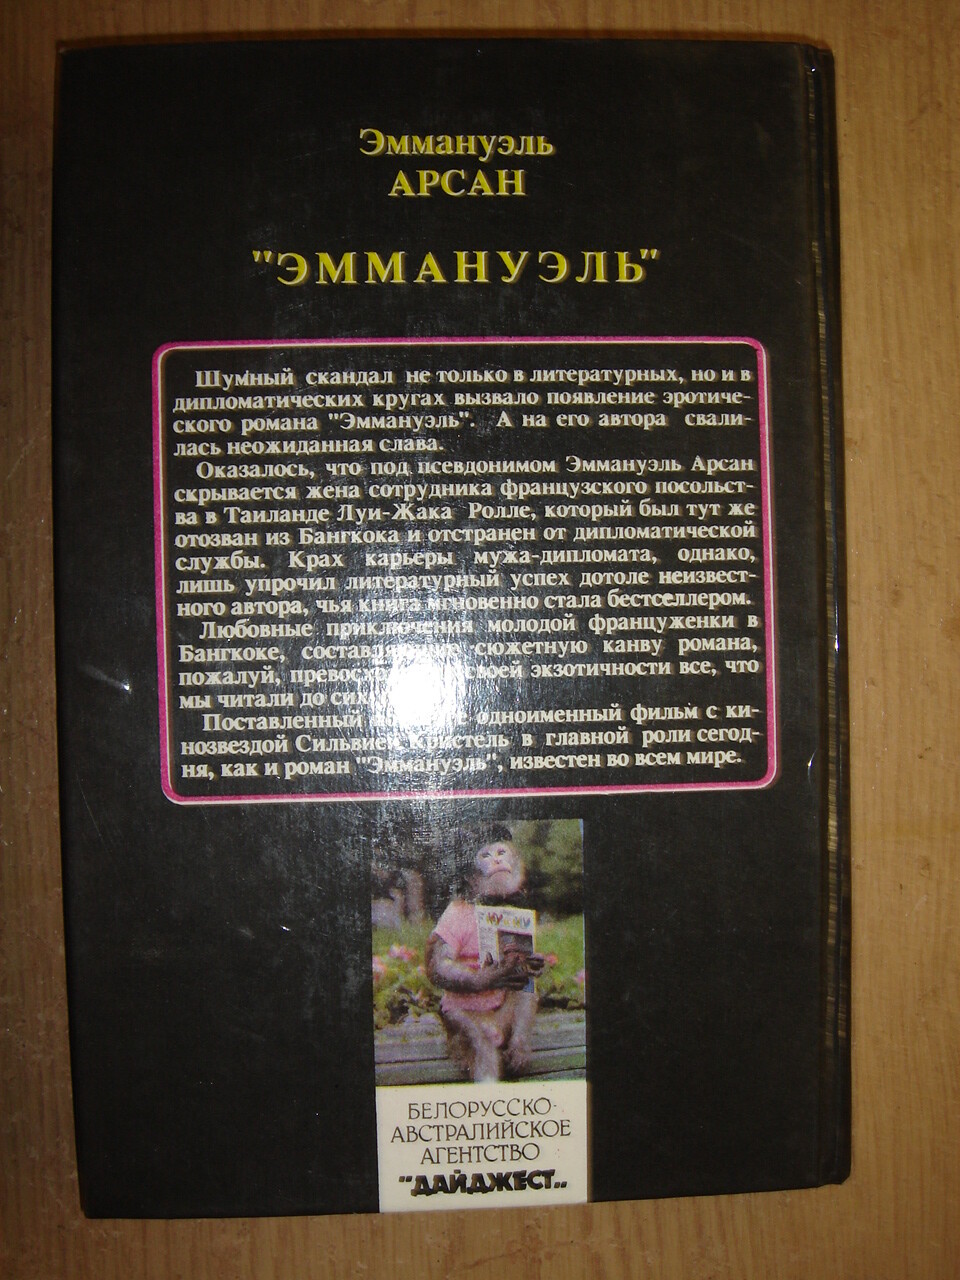 Эммануэль
АРСАН
"ЭММАНУЭЛЬ"
Шумный скандал не только в литературных, но и в
дипломатических кругах вызвало появление эротиче-
ского романа "Эммануэль". А на его автора свали-
лась неожиданная слава.
Оказалось, что под псевдонимом Эммануэль Арсан
скрывается жена сотрудника французского посольст-
ва в Таиланде Луи-Жака Ролле, который был тут же
отозван из Бангкока и отстранен от дипломатической
службы. Крах карьеры мужа-дипломата, однако,
лишь упрочил литературный успех дотоле неизвест-
ного автора, чья книга мгновенно стала бестселлером.
Любовные приключения молодой француженки в
Бангкоке, сюжетную канву романа,
пожалуй, своей экзотичности все, что
мы читали до
Поставленный одноименный фильм с ки-
нозвездой Сильвией Кристель в главной роли сегод-
ня, как и роман "Эммануэль", известен во всем мире.
БЕЛОРУССКО-
АВСТРАЛИЙСКОЕ
АГЕНТСТВО
"ДАЙДЖЕСТ"